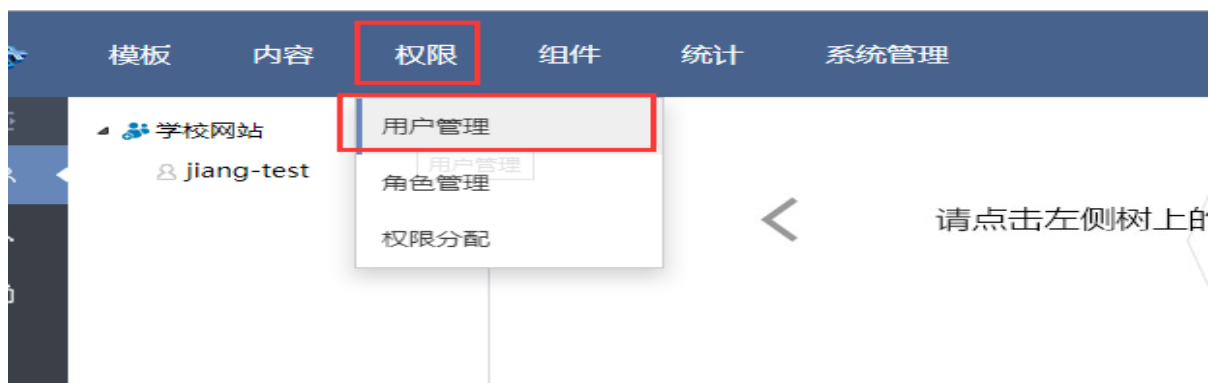 模板 内容 权限 组件 统计 系统管理
学校网站
jiang-test
用户管理
用户管理
角色管理
权限分配
请点击左侧树上的